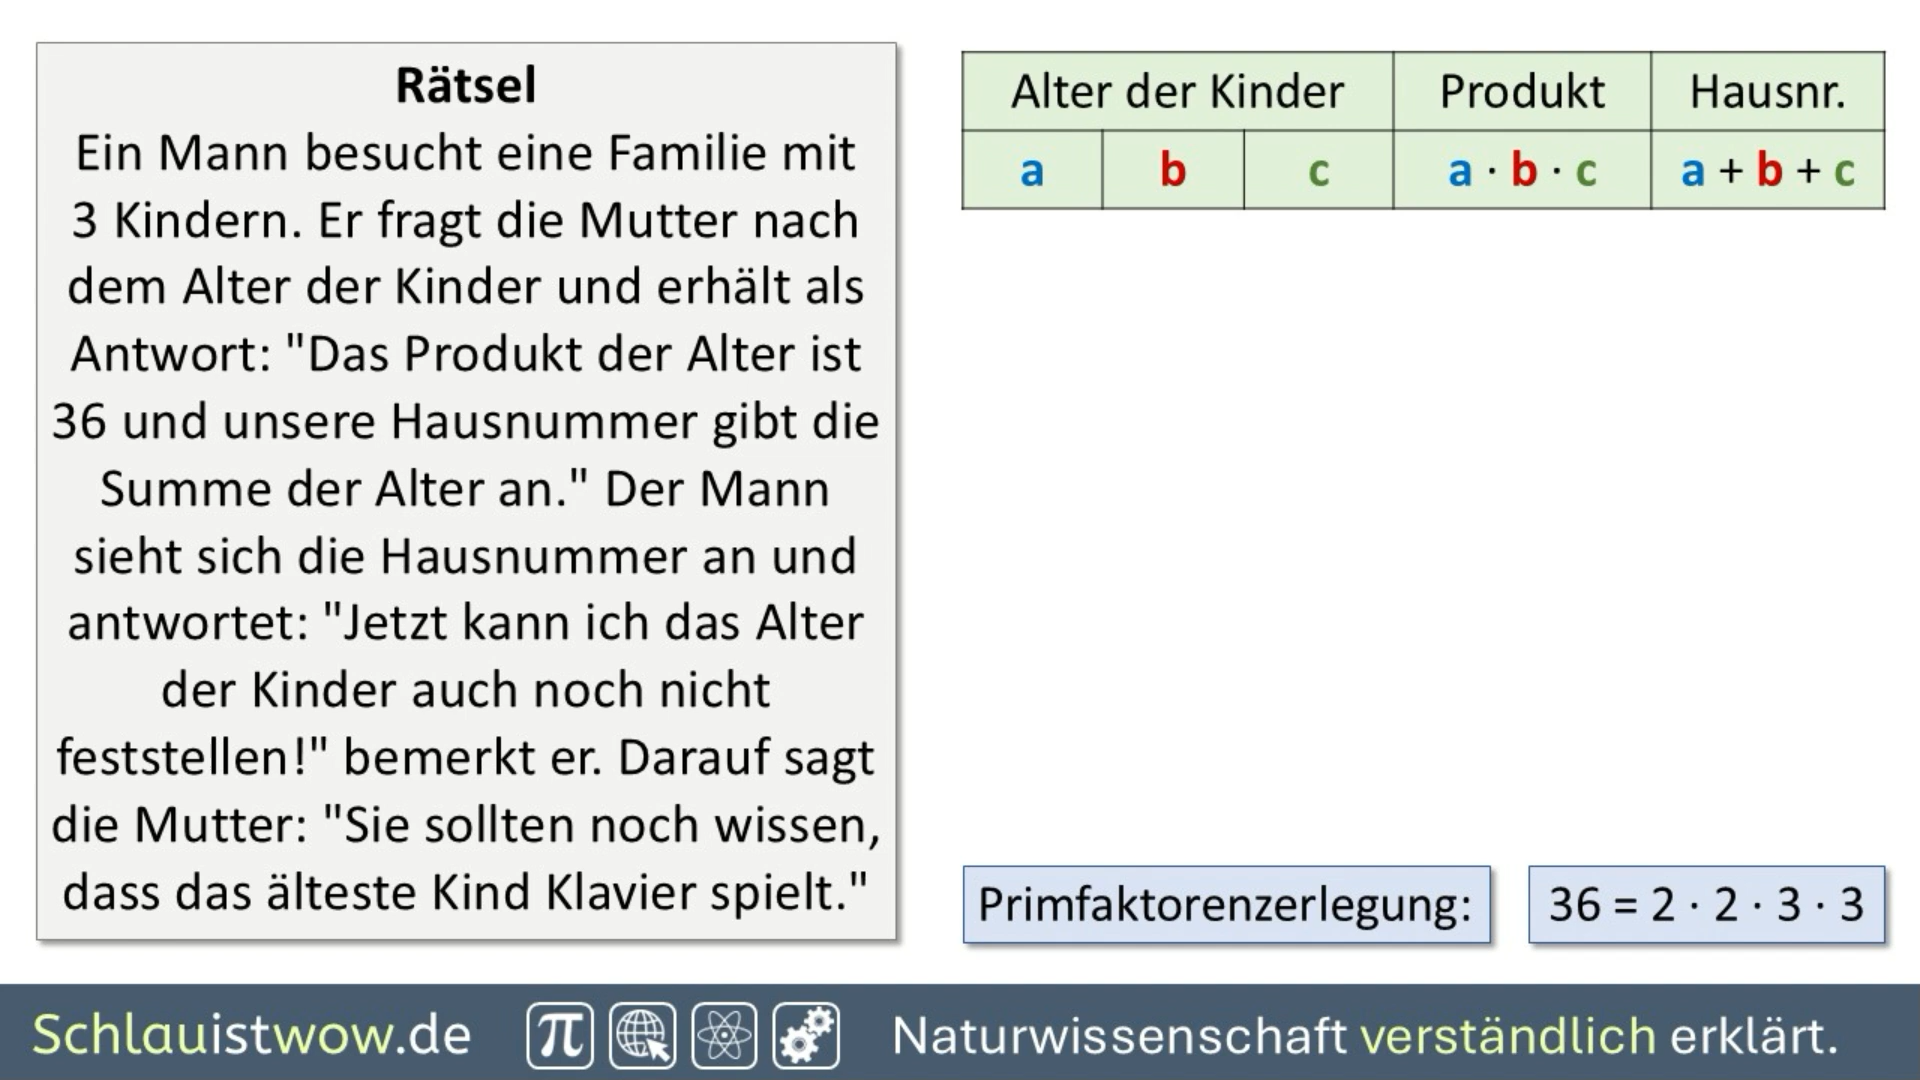 Rätsel
Ein Mann besucht eine Familie mit
3 Kindern. Er fragt die Mutter nach
dem Alter der Kinder und erhält als
Antwort: "Das Produkt der Alter ist
36 und unsere Hausnummer gibt die
Summe der Alter an." Der Mann
sieht sich die Hausnummer an und
antwortet: "Jetzt kann ich das Alter
der Kinder auch noch nicht
feststellen!" bemerkt er. Darauf sagt
die Mutter: "Sie sollten noch wissen,
dass das älteste Kind Klavier spielt."
Alter der Kinder Produkt Hausnr.
a b c a · b · c a + b + c
Primfaktorenzerlegung: 36 = 2 · 2 · 3 · 3
Schlauistwow.de π Naturwissenschaft verständlich erklärt.